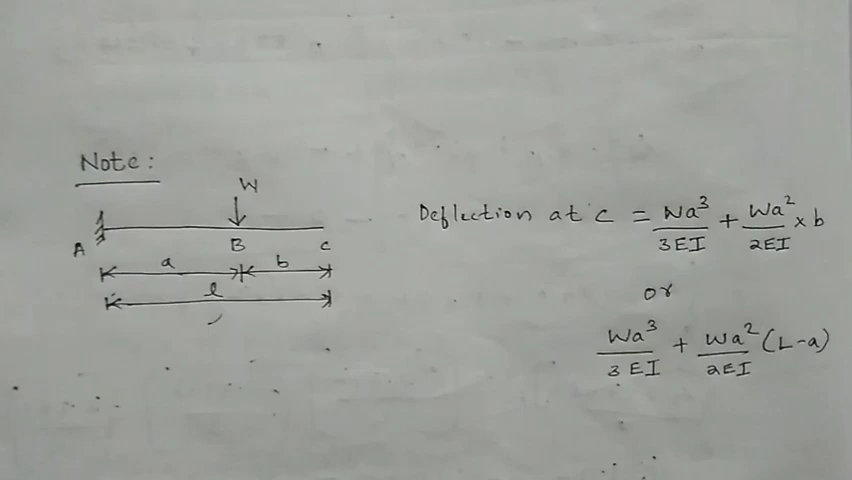 Note:
W
A
B
C
a
b
l
Deflection at C = Wa³/3EI + Wa²/2EI × b
or
Wa³/3EI + Wa²/2EI (L-a)